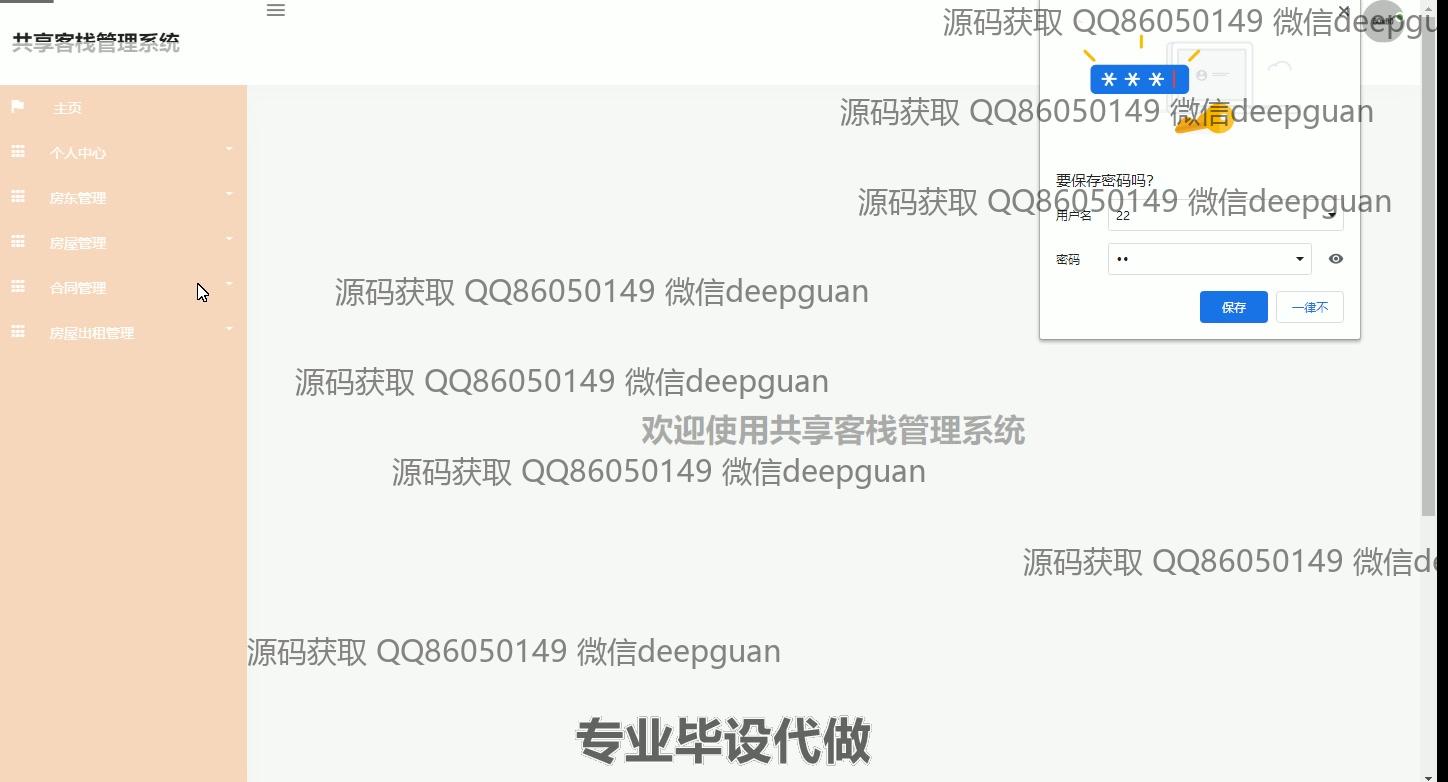 共享客栈管理系统
源码获取 QQ86050149 微信deepgu
主页
源码获取 QQ86050149 微信deepguan
个人中心
要保存密码吗?
房东管理
源码获取 QQ86050149 微信deepguan
用户名 22
房屋管理
密码 ••
合同管理
源码获取 QQ86050149 微信deepguan
保存 一律不
房屋出租管理
源码获取 QQ86050149 微信deepguan
欢迎使用共享客栈管理系统
源码获取 QQ86050149 微信deepguan
源码获取 QQ86050149 微信de
源码获取 QQ86050149 微信deepguan
专业毕设代做